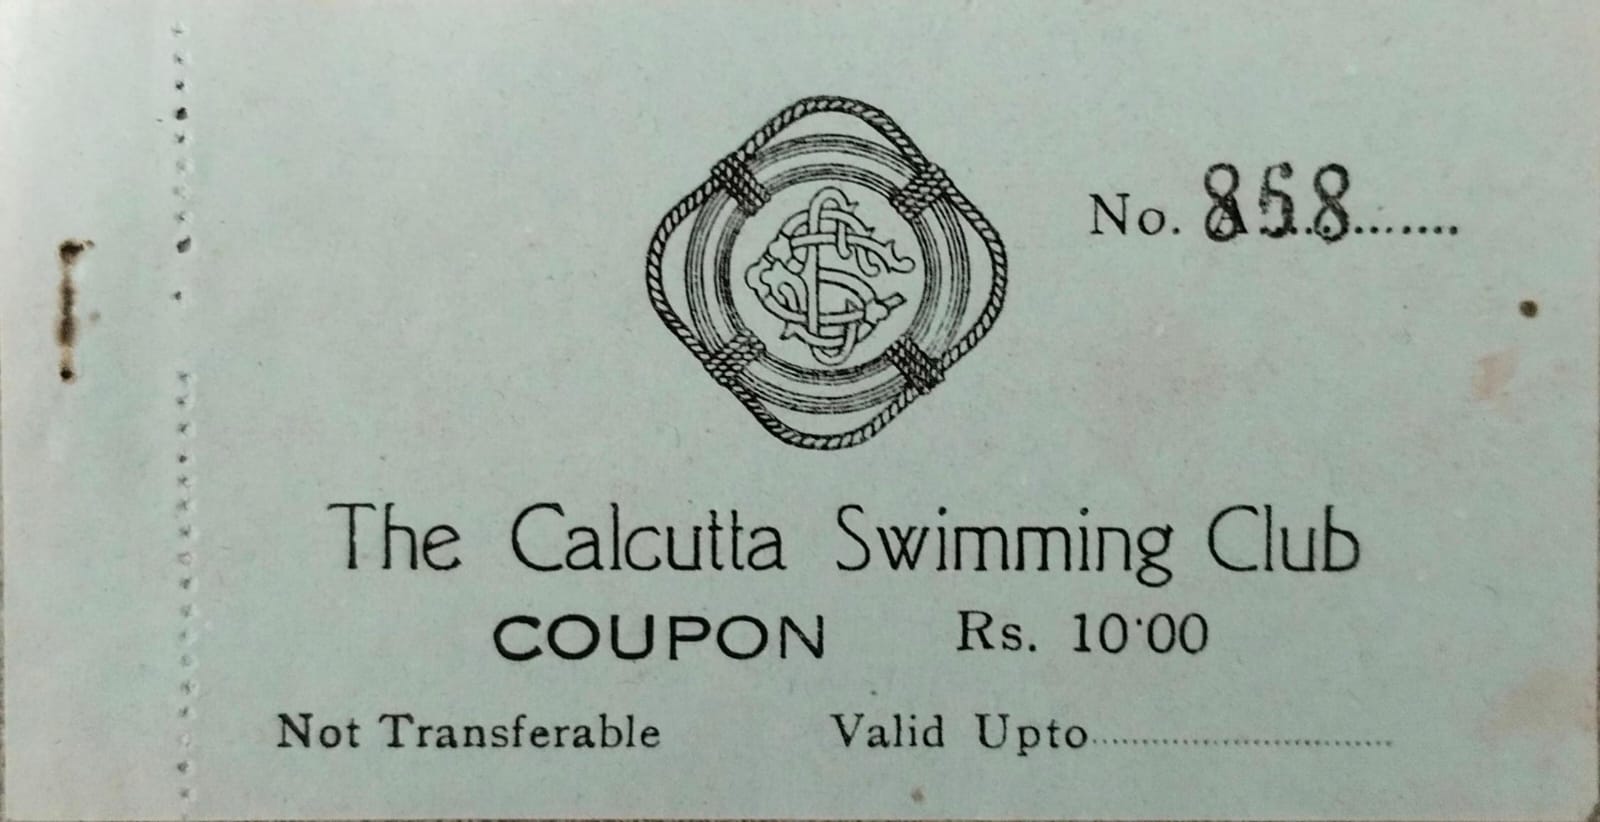 No. 858
The Calcutta Swimming Club
COUPON Rs. 10·00
Not Transferable Valid Upto